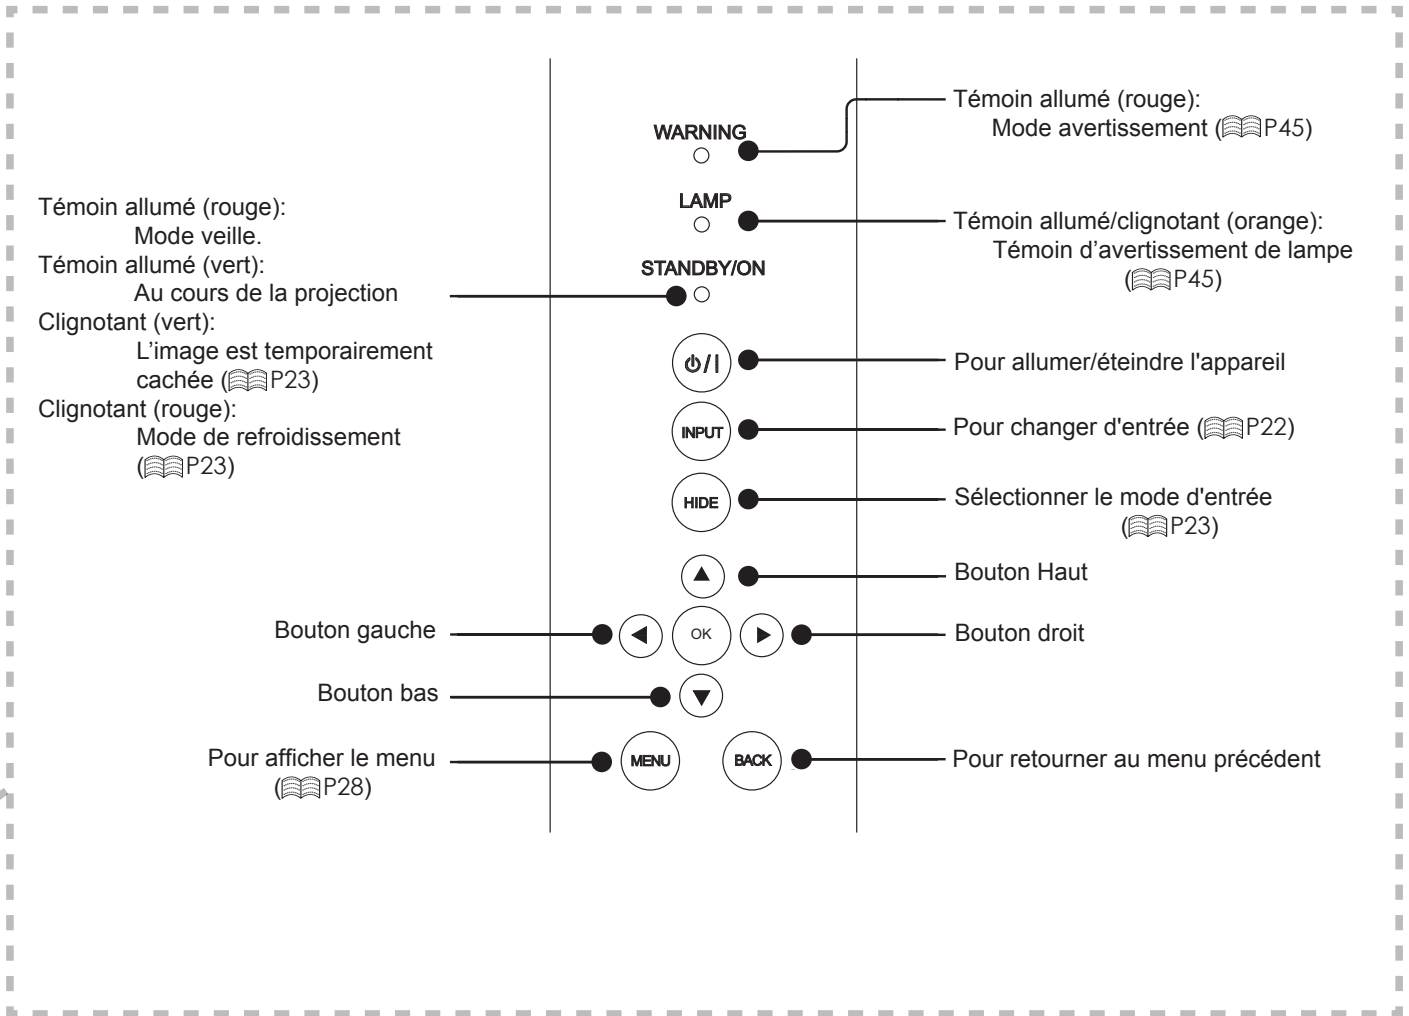 WARNING
LAMP
STANDBY/ON
⏻/|
INPUT
HIDE
OK
MENU
BACK
Témoin allumé (rouge):
Mode veille.
Témoin allumé (vert):
Au cours de la projection
Clignotant (vert):
L’image est temporairement
cachée (P23)
Clignotant (rouge):
Mode de refroidissement
(P23)
Bouton gauche
Bouton bas
Pour afficher le menu
(P28)
Témoin allumé (rouge):
Mode avertissement (P45)
Témoin allumé/clignotant (orange):
Témoin d’avertissement de lampe
(P45)
Pour allumer/éteindre l'appareil
Pour changer d'entrée (P22)
Sélectionner le mode d'entrée
(P23)
Bouton Haut
Bouton droit
Pour retourner au menu précédent